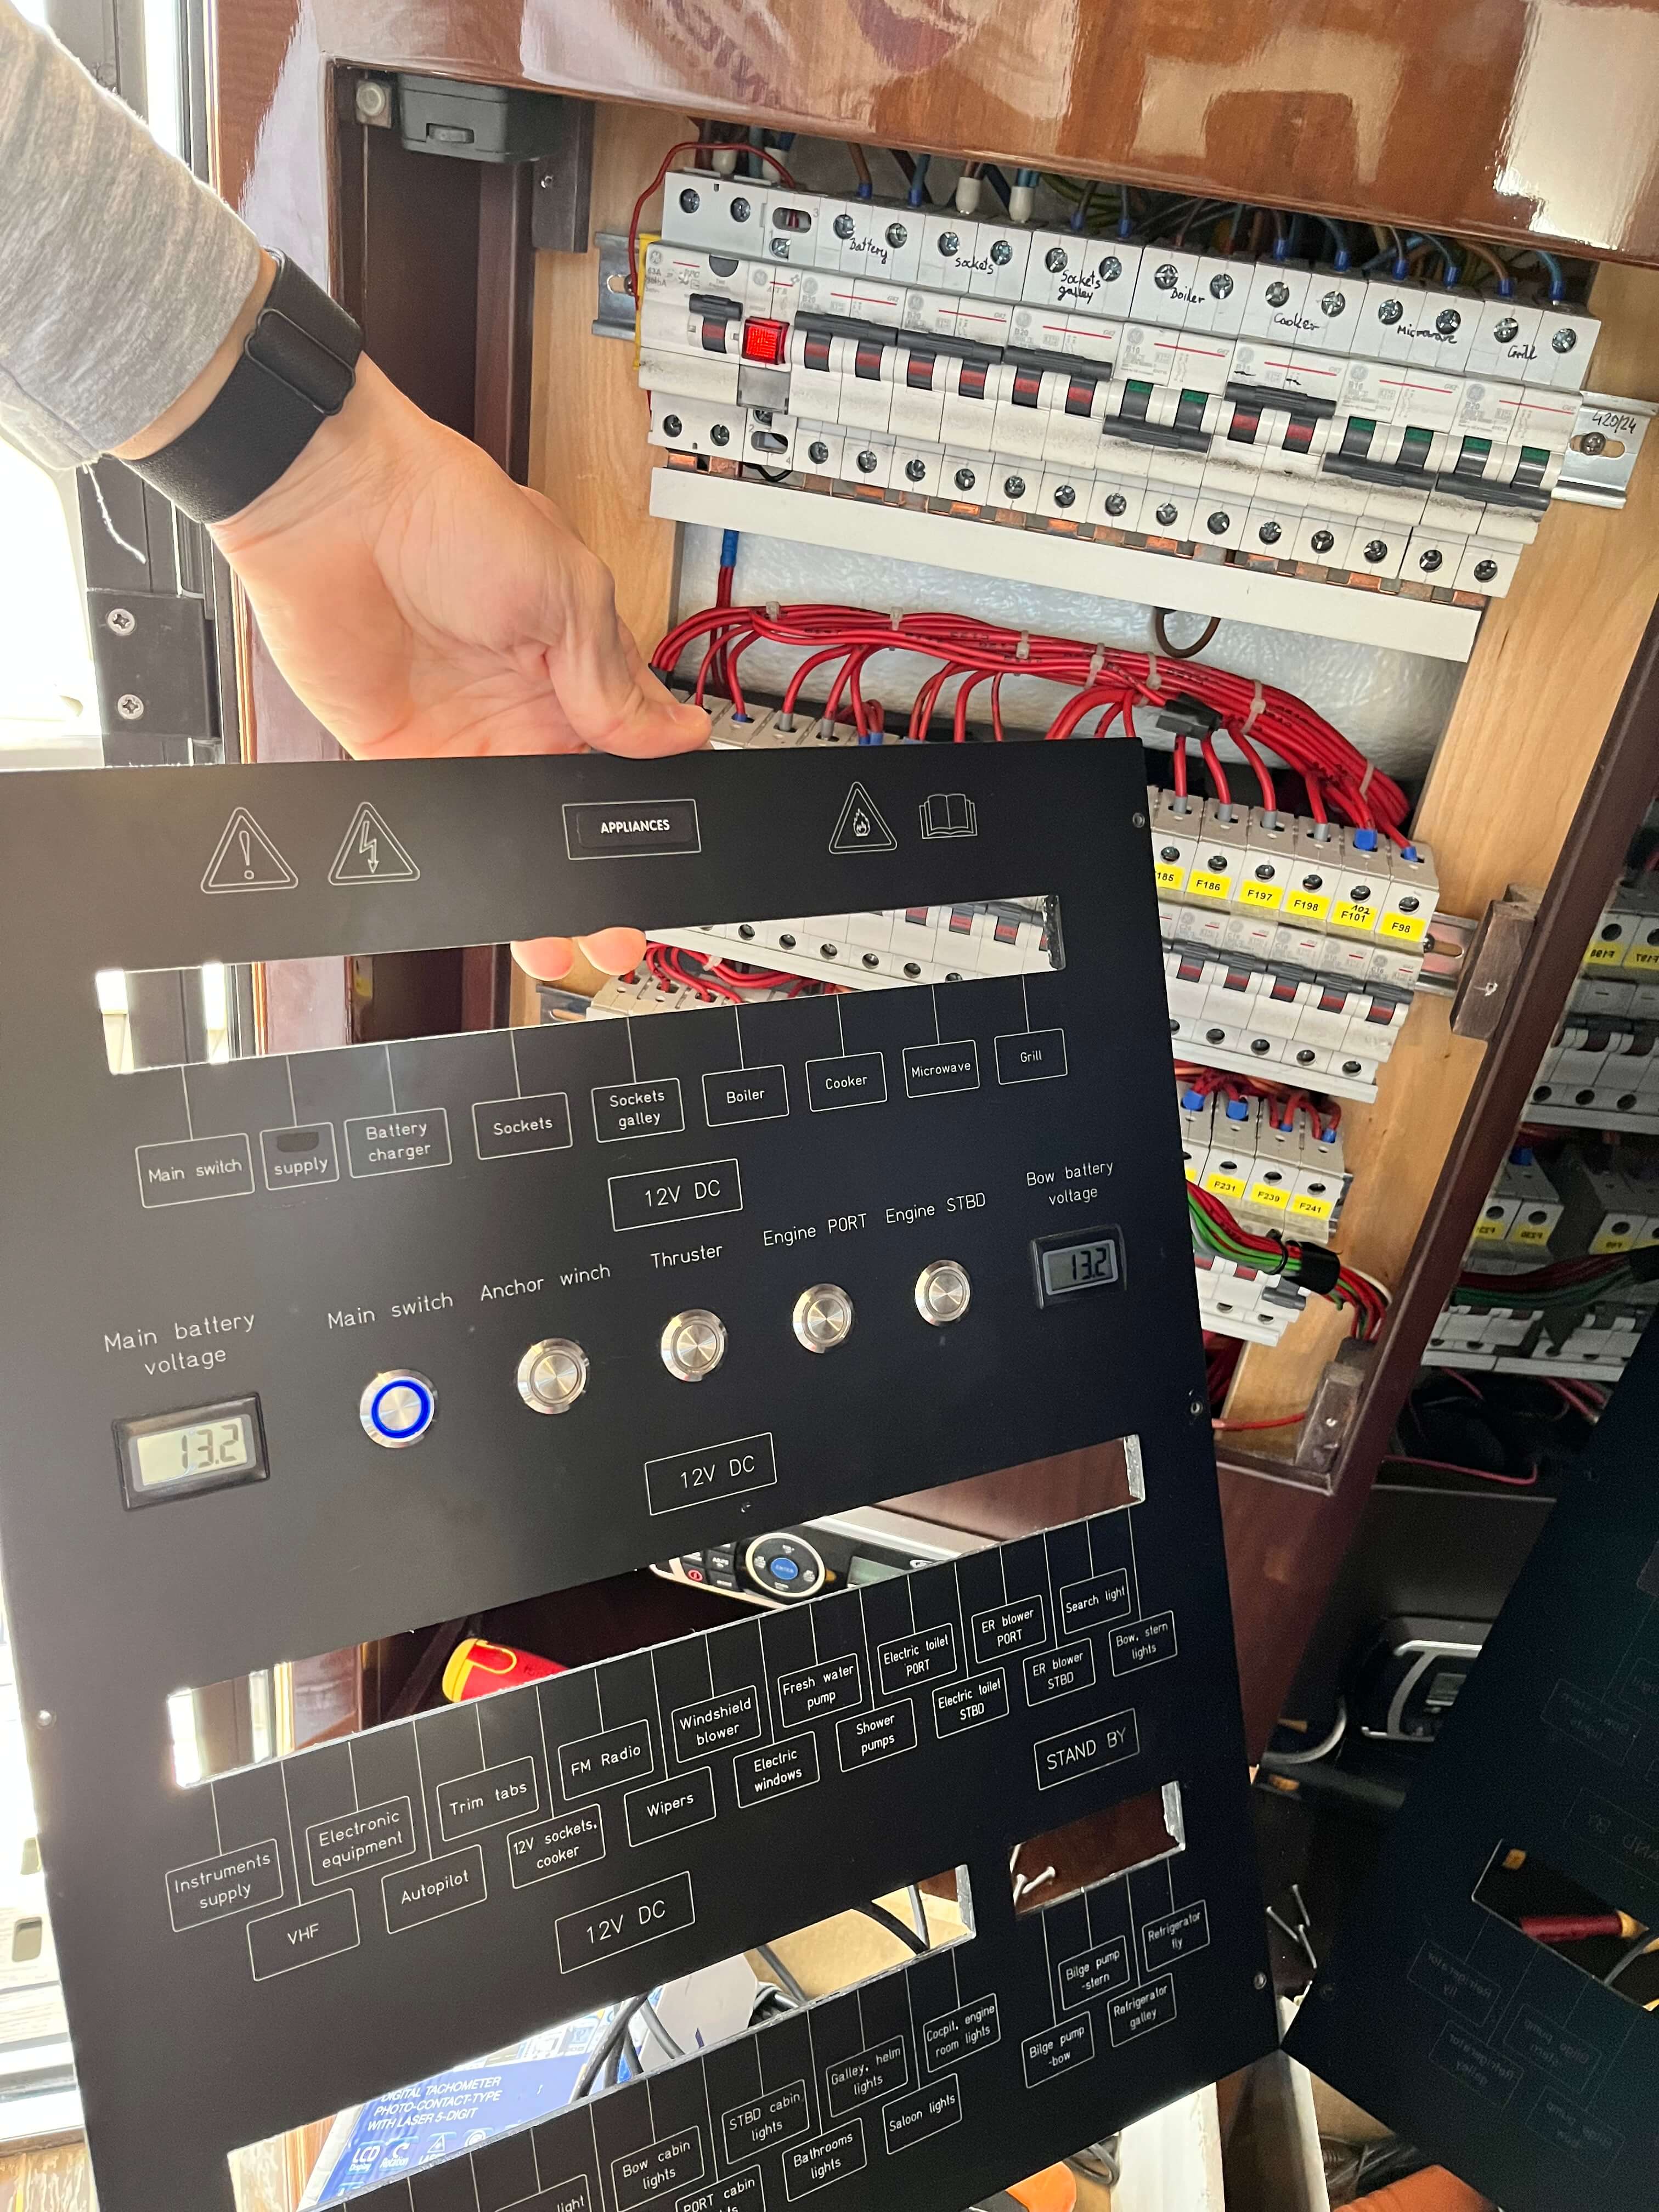 Battery
Sockets
Sockets
galley
Boiler
Cooker
Microwave
Grill
420/24
185
F186
F197
F198
102
F101
F98
F231
F239
F241
APPLIANCES
Main switch
supply
Battery
charger
Sockets
Sockets
galley
Boiler
Cooker
Microwave
Grill
12V DC
Main battery
voltage
13.2
Main switch
Anchor winch
Thruster
Engine PORT
Engine STBD
Bow battery
voltage
13.2
12V DC
Instruments
supply
VHF
Electronic
equipment
Autopilot
Trim tabs
12V sockets,
cooker
FM Radio
Wipers
Windshield
blower
Electric
windows
Fresh water
pump
Shower
pumps
Electric toilet
PORT
Electric toilet
STBD
ER blower
PORT
ER blower
STBD
Search light
Bow, stern
lights
STAND BY
12V DC
Bilge pump
-bow
Bilge pump
-stern
Refrigerator
galley
Refrigerator
fly
light
Bow cabin
lights
PORT cabin
STBD cabin
lights
Bathrooms
lights
Galley, helm
lights
Saloon lights
Cocpit, engine
room lights
DIGITAL TACHOMETER
PHOTO-CONTACT-TYPE
WITH LASER 5-DIGIT
LCD